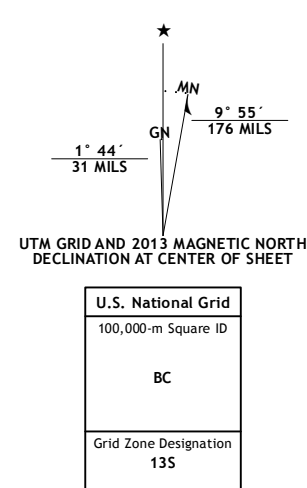 ★
MN
GN
9° 55´
176 MILS
1° 44´
31 MILS
UTM GRID AND 2013 MAGNETIC NORTH
DECLINATION AT CENTER OF SHEET
U.S. National Grid
100,000-m Square ID
BC
Grid Zone Designation
13S